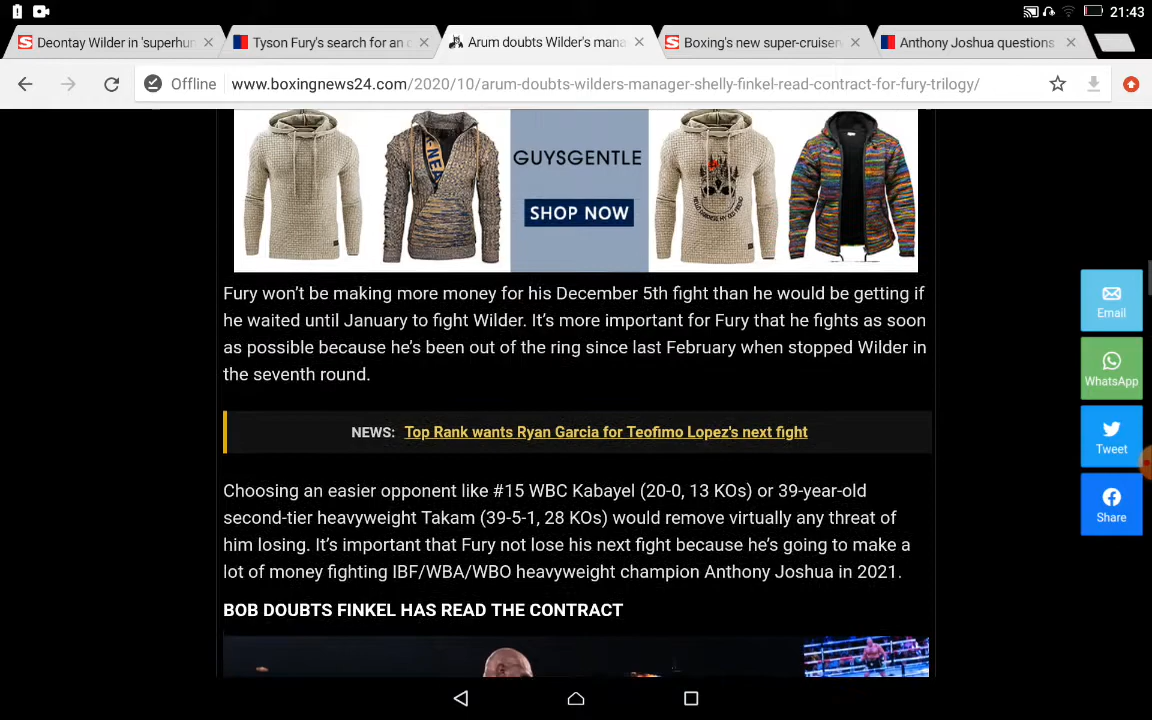 21:43
Deontay Wilder in 'superhun
Tyson Fury's search for an o
Arum doubts Wilder's mana
Boxing's new super-cruiser
Anthony Joshua questions
Offline
www.boxingnews24.com/2020/10/arum-doubts-wilders-manager-shelly-finkel-read-contract-for-fury-trilogy/
GUYSGENTLE
SHOP NOW
Fury won't be making more money for his December 5th fight than he would be getting if
he waited until January to fight Wilder. It's more important for Fury that he fights as soon
as possible because he's been out of the ring since last February when stopped Wilder in
the seventh round.
NEWS: Top Rank wants Ryan Garcia for Teofimo Lopez's next fight
Choosing an easier opponent like #15 WBC Kabayel (20-0, 13 KOs) or 39-year-old
second-tier heavyweight Takam (39-5-1, 28 KOs) would remove virtually any threat of
him losing. It's important that Fury not lose his next fight because he's going to make a
lot of money fighting IBF/WBA/WBO heavyweight champion Anthony Joshua in 2021.
BOB DOUBTS FINKEL HAS READ THE CONTRACT
Email
WhatsApp
Tweet
Share